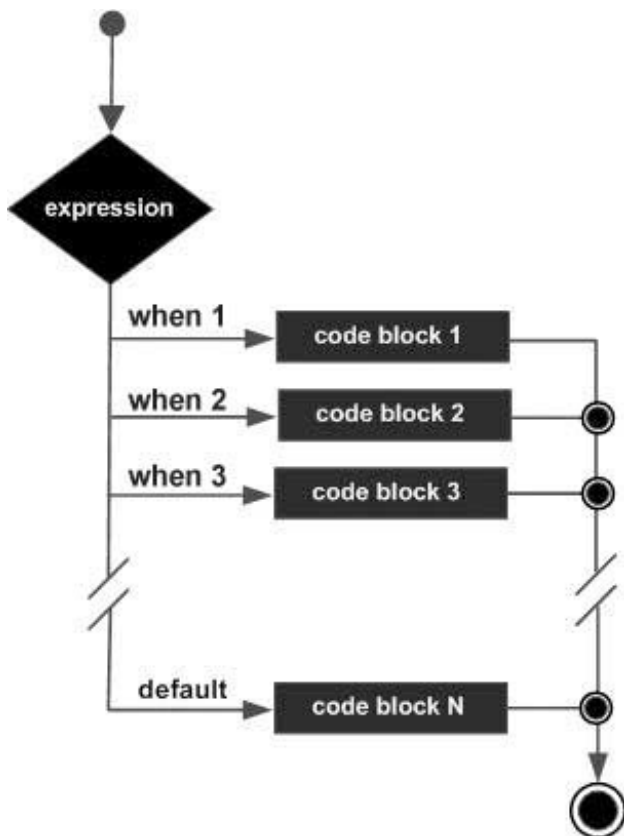 expression
when 1
code block 1
when 2
code block 2
when 3
code block 3
default
code block N